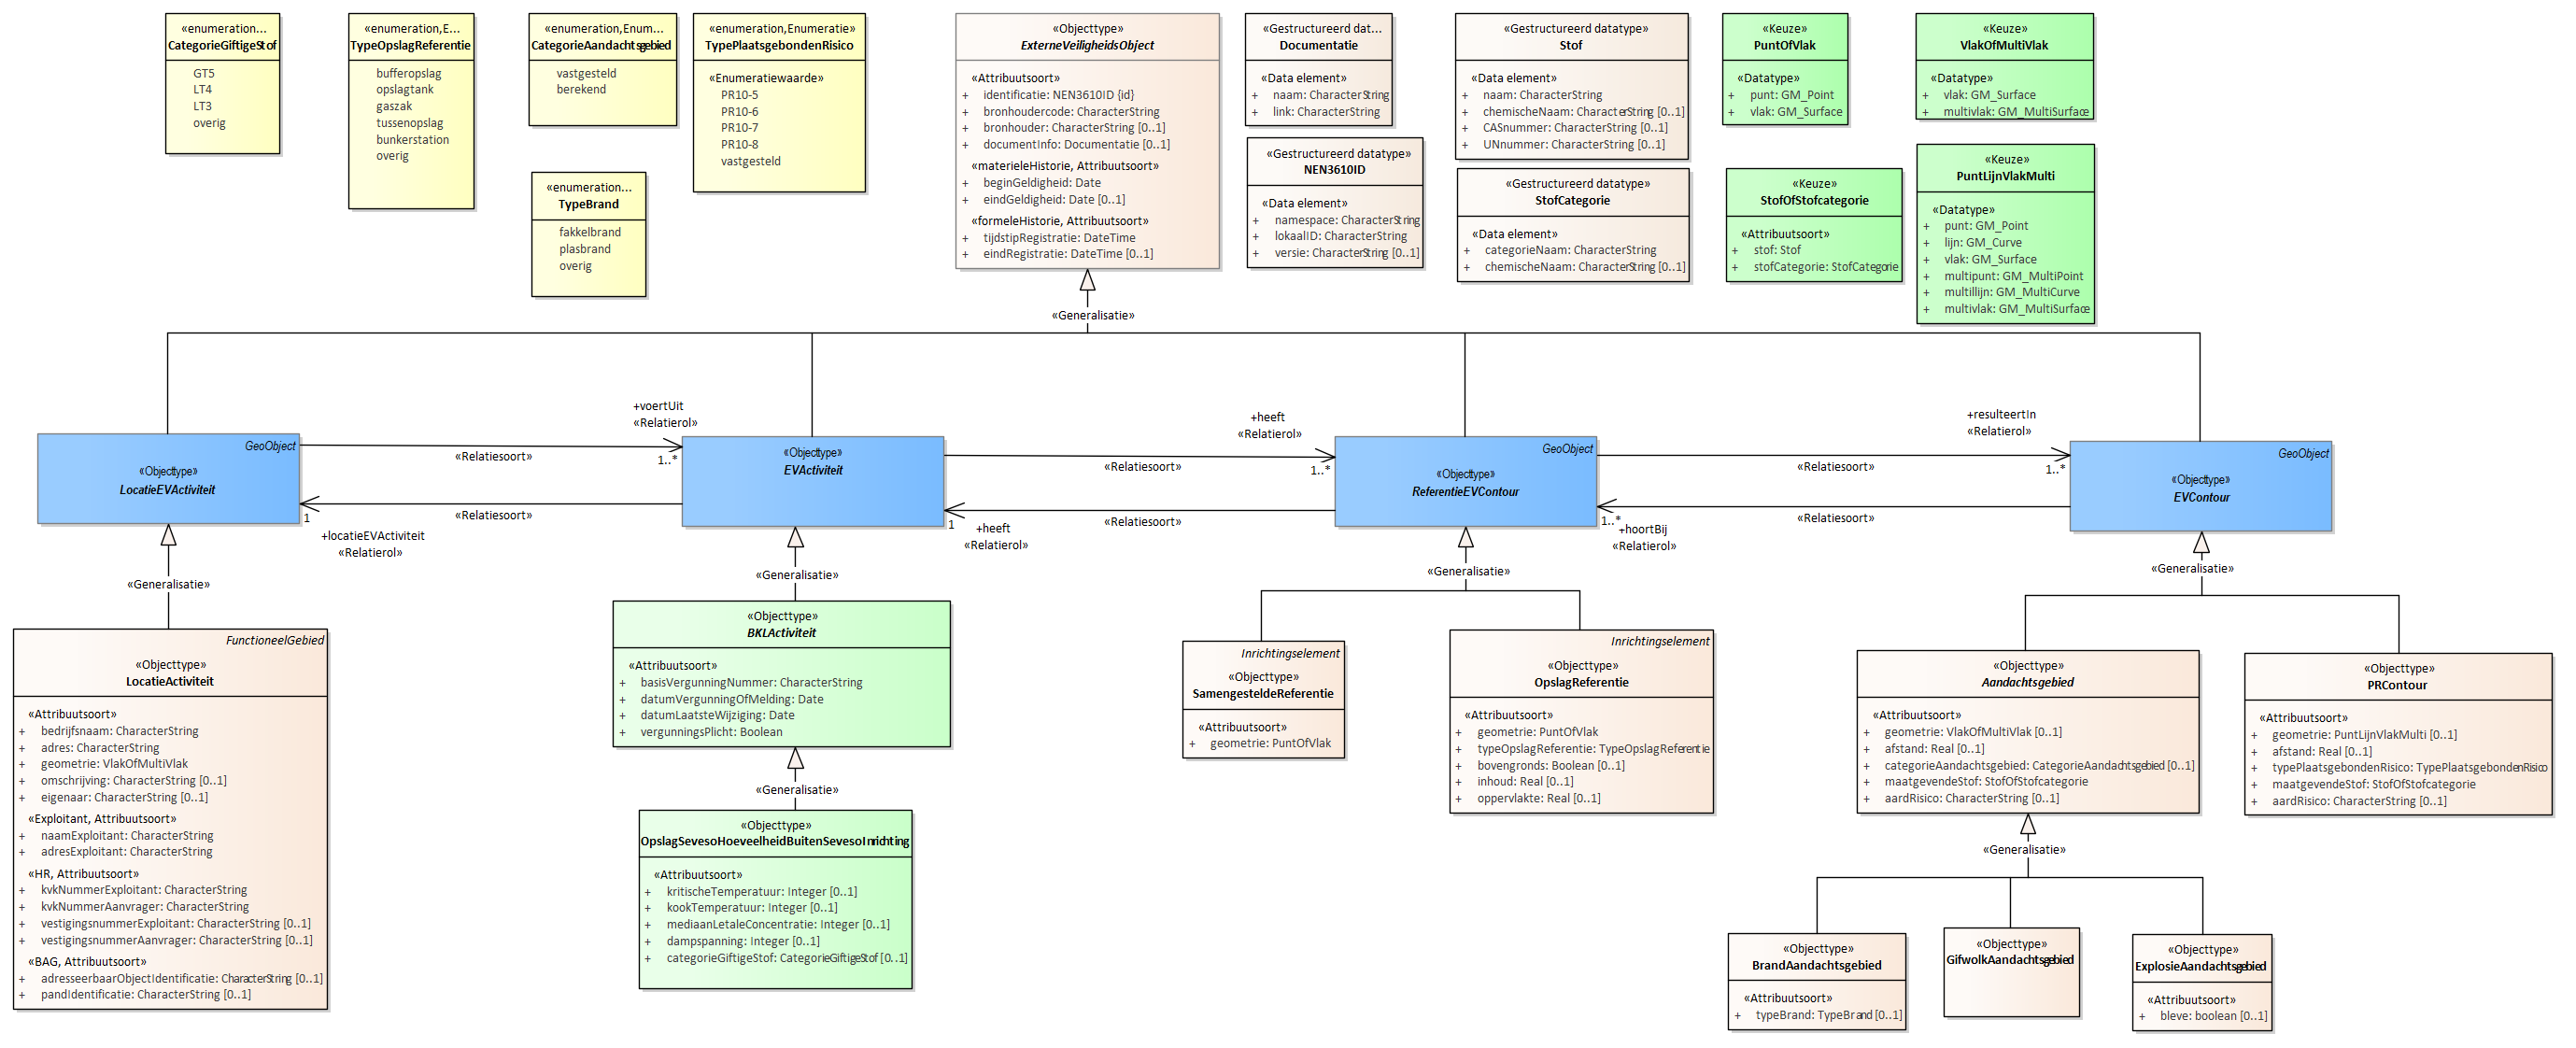 «enumeration...
CategorieGiftigeStof
GT5
LT4
LT3
overig
«enumeration,E...
TypeOpslagReferentie
bufferopslag
opslagtank
gaszak
tussenopslag
bunkerstation
overig
«enumeration,Enum...
CategorieAandachtsgebied
vastgesteld
berekend
«enumeration...
TypeBrand
fakkelbrand
plasbrand
overig
«enumeration,Enumeratie»
TypePlaatsgebondenRisico
«Enumeratiewaarde»
PR10-5
PR10-6
PR10-7
PR10-8
vastgesteld
«Objecttype»
ExterneVeiligheidsObject
«Attribuutsoort»
+ identificatie: NEN3610ID {id}
+ bronhoudercode: CharacterString
+ bronhouder: CharacterString [0..1]
+ documentInfo: Documentatie [0..1]
«materieleHistorie, Attribuutsoort»
+ beginGeldigheid: Date
+ eindGeldigheid: Date [0..1]
«formeleHistorie, Attribuutsoort»
+ tijdstipRegistratie: DateTime
+ eindRegistratie: DateTime [0..1]
«Gestructureerd dat...
Documentatie
«Data element»
+ naam: CharacterString
+ link: CharacterString
«Gestructureerd datatype»
NEN3610ID
«Data element»
+ namespace: CharacterString
+ lokaalID: CharacterString
+ versie: CharacterString [0..1]
«Gestructureerd datatype»
Stof
«Data element»
+ naam: CharacterString
+ chemischeNaam: CharacterString [0..1]
+ CASnummer: CharacterString [0..1]
+ UNnummer: CharacterString [0..1]
«Gestructureerd datatype»
StofCategorie
«Data element»
+ categorieNaam: CharacterString
+ chemischeNaam: CharacterString [0..1]
«Keuze»
PuntOfVlak
«Datatype»
+ punt: GM_Point
+ vlak: GM_Surface
«Keuze»
StofOfStofcategorie
«Attribuutsoort»
+ stof: Stof
+ stofCategorie: StofCategorie
«Keuze»
VlakOfMultiVlak
«Datatype»
+ vlak: GM_Surface
+ multivlak: GM_MultiSurface
«Keuze»
PuntLijnVlakMulti
«Datatype»
+ punt: GM_Point
+ lijn: GM_Curve
+ vlak: GM_Surface
+ multipunt: GM_MultiPoint
+ multillijn: GM_MultiCurve
+ multivlak: GM_MultiSurface
«Generalisatie»
GeoObject
«Objecttype»
LocatieEVActiviteit
+voertUit
«Relatierol»
1..*
«Relatiesoort»
«Relatiesoort»
1
+locatieEVActiviteit
«Relatierol»
«Objecttype»
EVActiviteit
+heeft
«Relatierol»
1..*
«Relatiesoort»
«Relatiesoort»
1
+heeft
«Relatierol»
GeoObject
«Objecttype»
ReferentieEVContour
+resulteertIn
«Relatierol»
1..*
«Relatiesoort»
«Relatiesoort»
1..*
+hoortBij
«Relatierol»
GeoObject
«Objecttype»
EVContour
«Generalisatie»
«Generalisatie»
«Generalisatie»
«Generalisatie»
FunctioneelGebied
«Objecttype»
LocatieActiviteit
«Attribuutsoort»
+ bedrijfsnaam: CharacterString
+ adres: CharacterString
+ geometrie: VlakOfMultiVlak
+ omschrijving: CharacterString [0..1]
+ eigenaar: CharacterString [0..1]
«Exploitant, Attribuutsoort»
+ naamExploitant: CharacterString
+ adresExploitant: CharacterString
«HR, Attribuutsoort»
+ kvkNummerExploitant: CharacterString
+ kvkNummerAanvrager: CharacterString
+ vestigingsnummerExploitant: CharacterString [0..1]
+ vestigingsnummerAanvrager: CharacterString [0..1]
«BAG, Attribuutsoort»
+ adresseerbaarObjectIdentificatie: CharacterString [0..1]
+ pandIdentificatie: CharacterString [0..1]
«Objecttype»
BKLActiviteit
«Attribuutsoort»
+ basisVergunningNummer: CharacterString
+ datumVergunningOfMelding: Date
+ datumLaatsteWijziging: Date
+ vergunningsPlicht: Boolean
«Generalisatie»
«Objecttype»
OpslagSevesoHoeveelheidBuitenSevesoInrichting
«Attribuutsoort»
+ kritischeTemperatuur: Integer [0..1]
+ kookTemperatuur: Integer [0..1]
+ mediaanLetaleConcentratie: Integer [0..1]
+ dampspanning: Integer [0..1]
+ categorieGiftigeStof: CategorieGiftigeStof [0..1]
Inrichtingselement
«Objecttype»
SamengesteldeReferentie
«Attribuutsoort»
+ geometrie: PuntOfVlak
Inrichtingselement
«Objecttype»
OpslagReferentie
«Attribuutsoort»
+ geometrie: PuntOfVlak
+ typeOpslagReferentie: TypeOpslagReferentie
+ bovengronds: Boolean [0..1]
+ inhoud: Real [0..1]
+ oppervlakte: Real [0..1]
«Objecttype»
Aandachtsgebied
«Attribuutsoort»
+ geometrie: VlakOfMultiVlak [0..1]
+ afstand: Real [0..1]
+ categorieAandachtsgebied: CategorieAandachtsgebied [0..1]
+ maatgevendeStof: StofOfStofcategorie
+ aardRisico: CharacterString [0..1]
«Objecttype»
PRContour
«Attribuutsoort»
+ geometrie: PuntLijnVlakMulti [0..1]
+ afstand: Real [0..1]
+ typePlaatsgebondenRisico: TypePlaatsgebondenRisico
+ maatgevendeStof: StofOfStofcategorie
+ aardRisico: CharacterString [0..1]
«Generalisatie»
«Objecttype»
BrandAandachtsgebied
«Attribuutsoort»
+ typeBrand: TypeBrand [0..1]
«Objecttype»
GifwolkAandachtsgebied
«Objecttype»
ExplosieAandachtsgebied
«Attribuutsoort»
+ bleve: boolean [0..1]